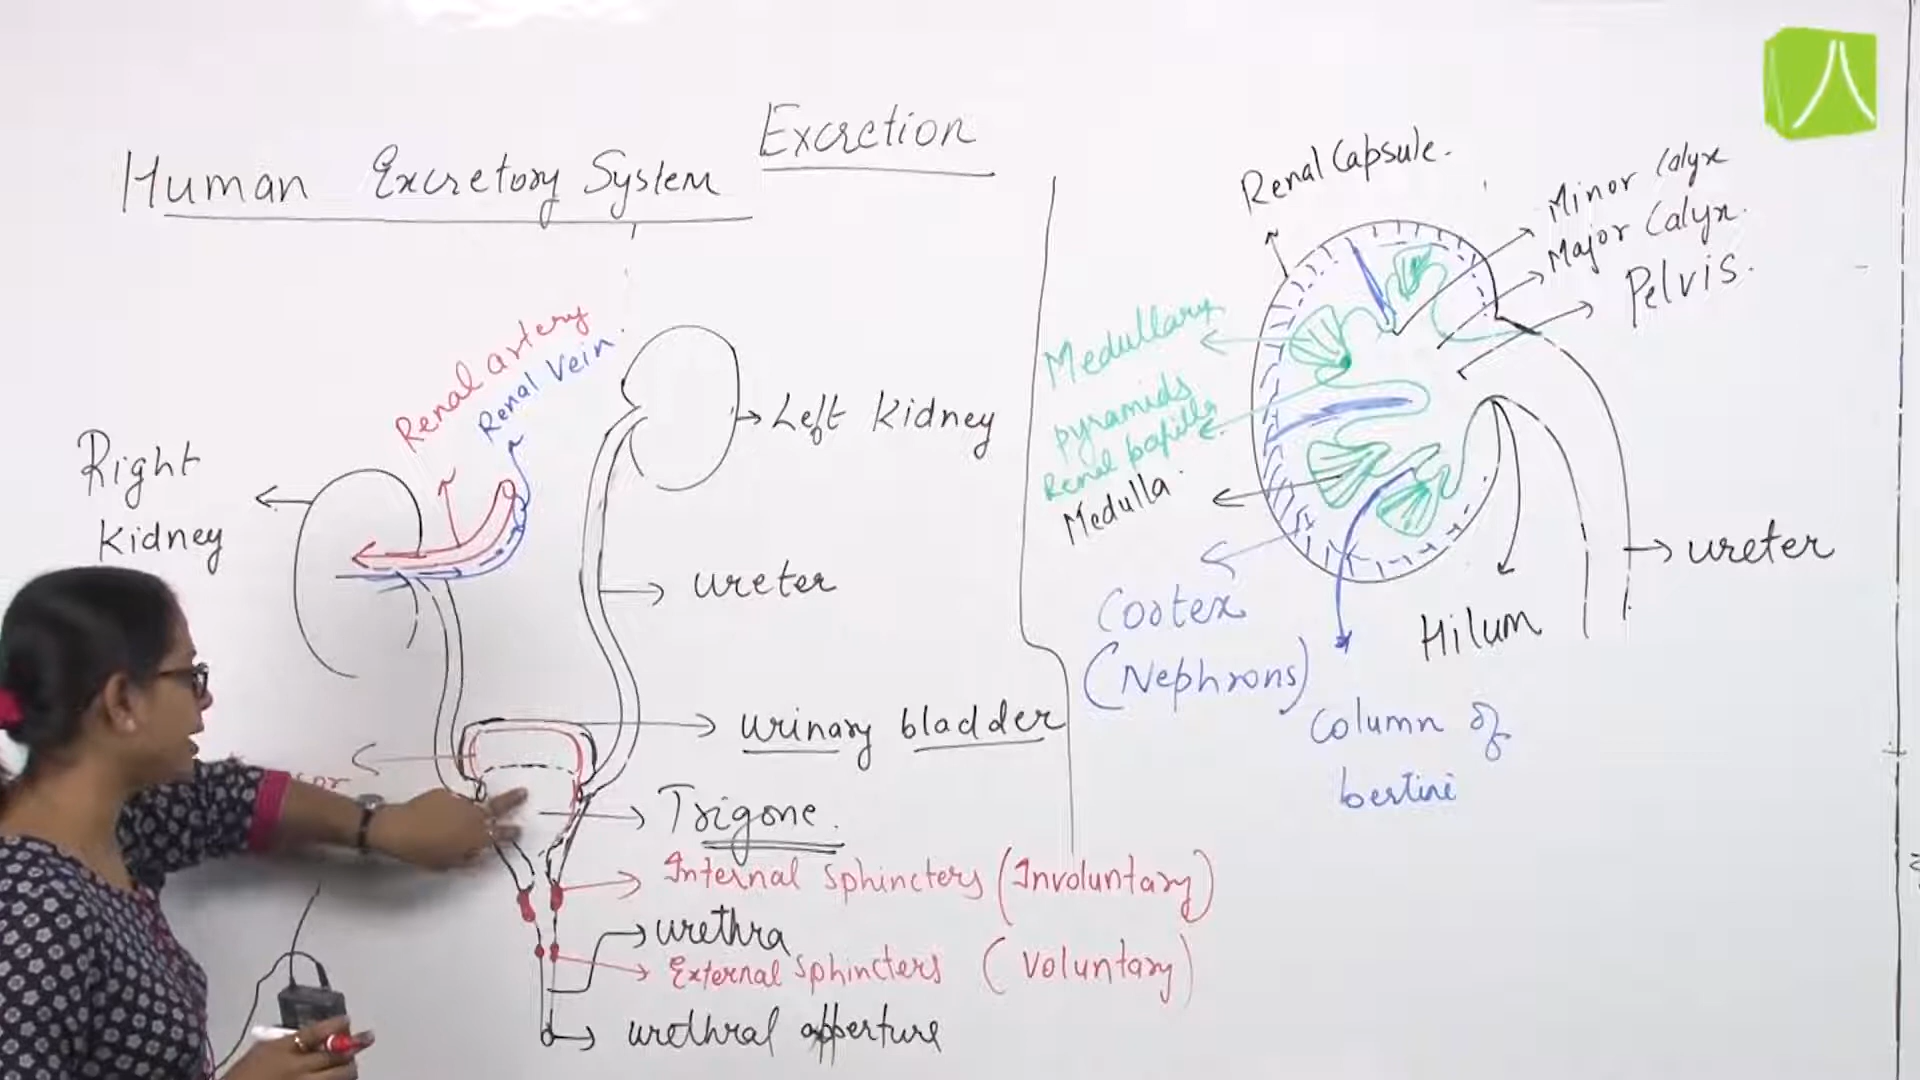 Excretion
Human Excretory System
Renal artery
Renal Vein
Left Kidney
Right
Kidney
ureter
urinary bladder
Trigone.
Internal Sphincters (Involuntary)
urethra
External Sphincters (Voluntary)
urethral apperture
Renal Capsule.
Minor Calyx
Major Calyx.
Pelvis.
Medullary
pyramids
Renal papilla
Medulla
ureter
Cortex
(Nephrons)
Hilum
Column of
bertini